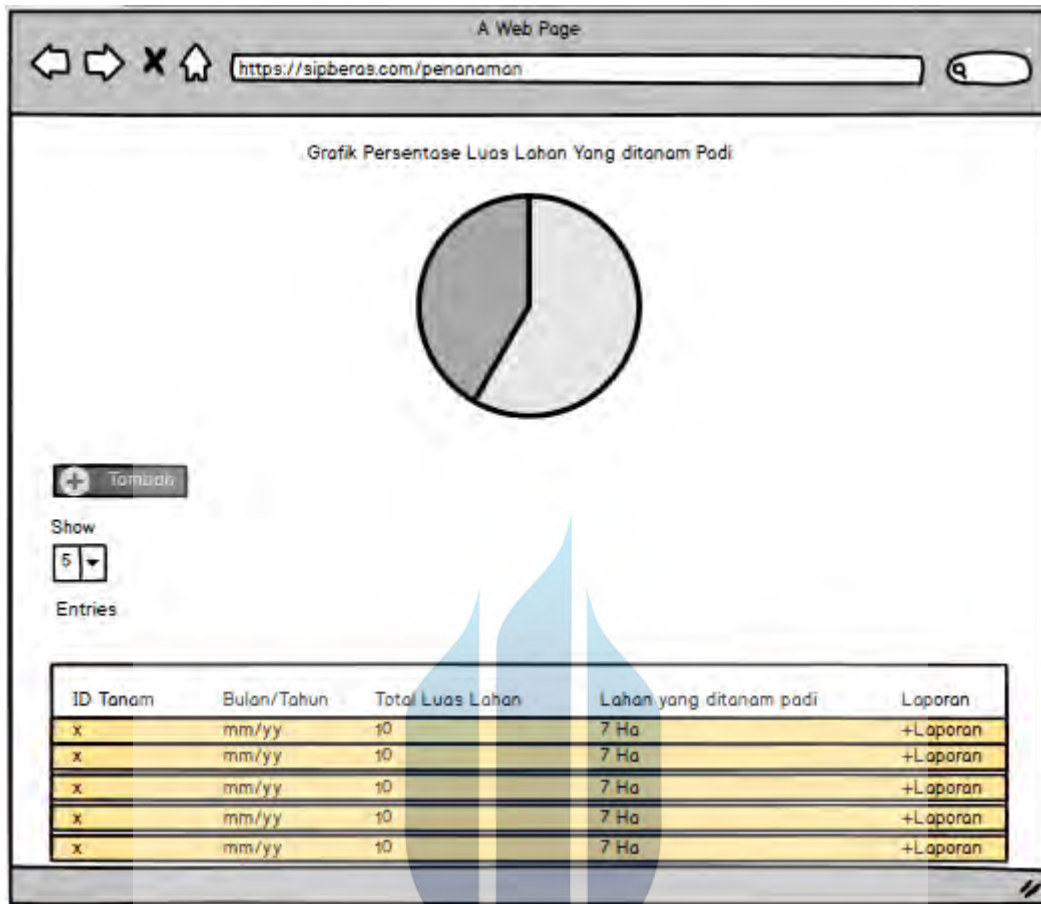 A Web Page
https://sipberas.com/penanaman
Grafik Persentase Luas Lahan Yang ditanam Padi
Tambah
Show
5
Entries
ID Tanam Bulan/Tahun Total Luas Lahan Lahan yang ditanam padi Laporan
x mm/yy 10 7 Ha +Laporan
x mm/yy 10 7 Ha +Laporan
x mm/yy 10 7 Ha +Laporan
x mm/yy 10 7 Ha +Laporan
x mm/yy 10 7 Ha +Laporan